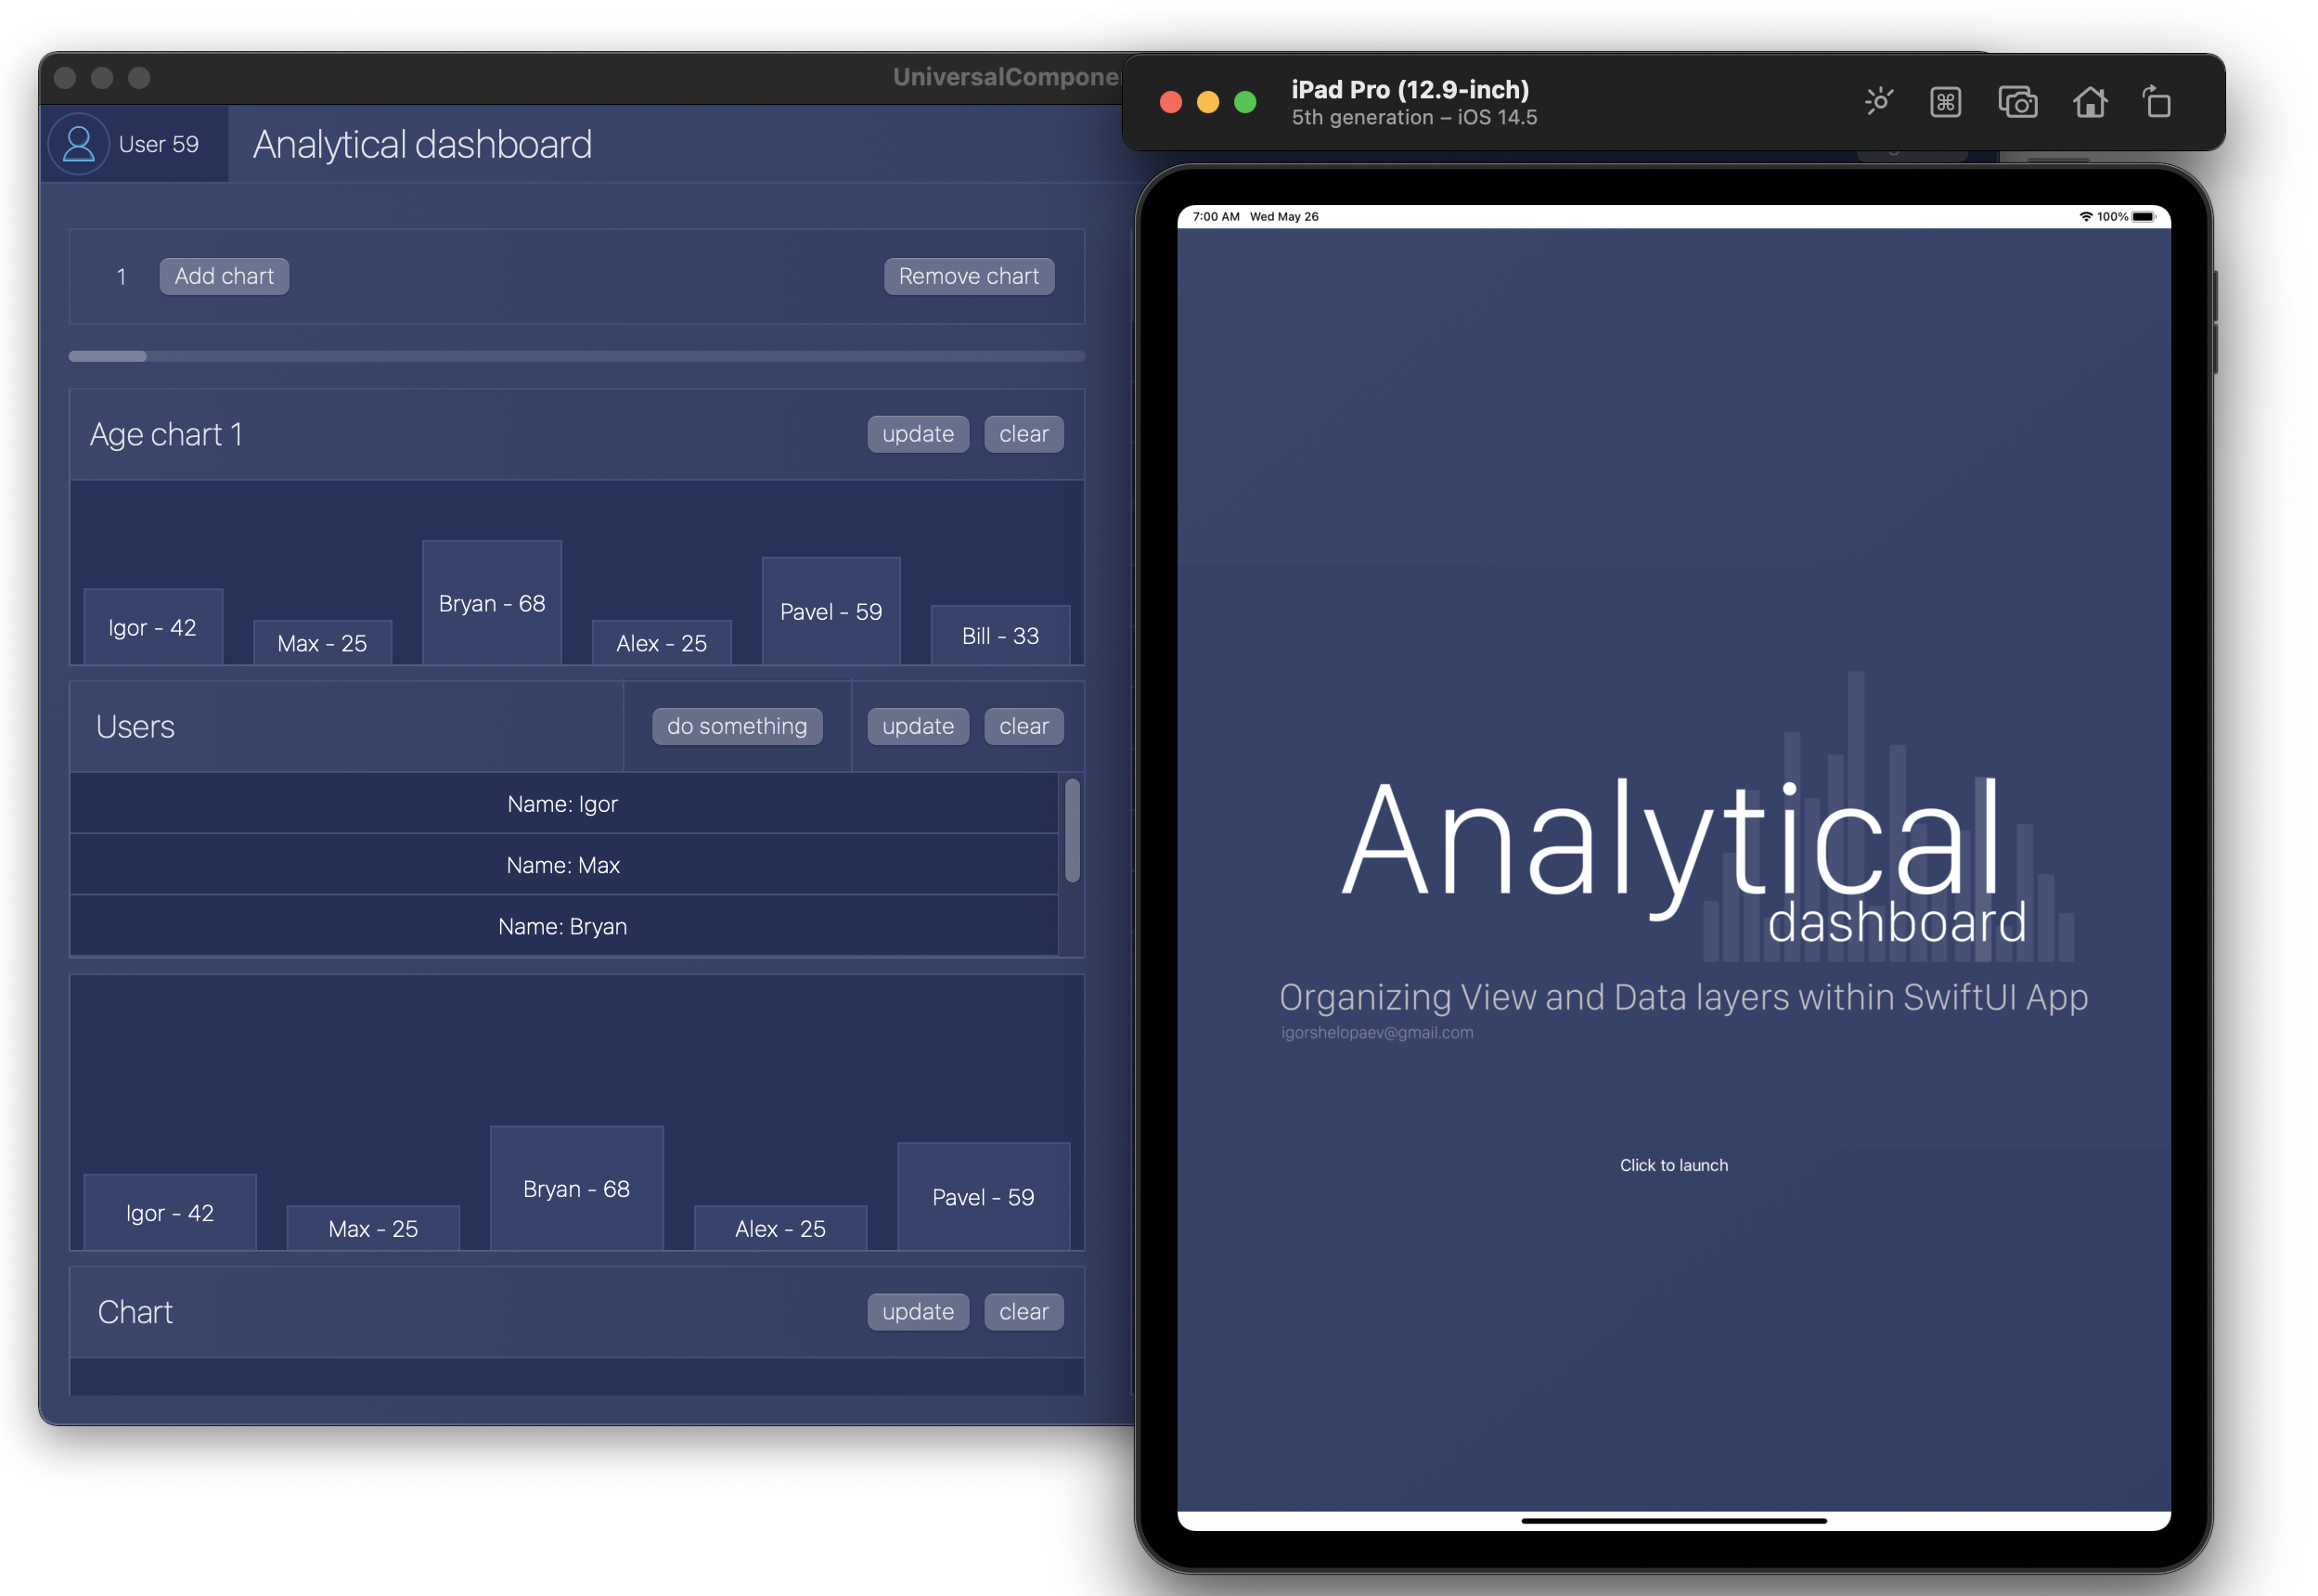 UniversalCompone
User 59
Analytical dashboard
1
Add chart
Remove chart
Age chart 1
update
clear
Igor - 42
Max - 25
Bryan - 68
Alex - 25
Pavel - 59
Bill - 33
Users
do something
update
clear
Name: Igor
Name: Max
Name: Bryan
Igor - 42
Max - 25
Bryan - 68
Alex - 25
Pavel - 59
Chart
update
clear
iPad Pro (12.9-inch)
5th generation – iOS 14.5
7:00 AM Wed May 26
100%
Analytical
dashboard
Organizing View and Data layers within SwiftUI App
igorshelopaev@gmail.com
Click to launch